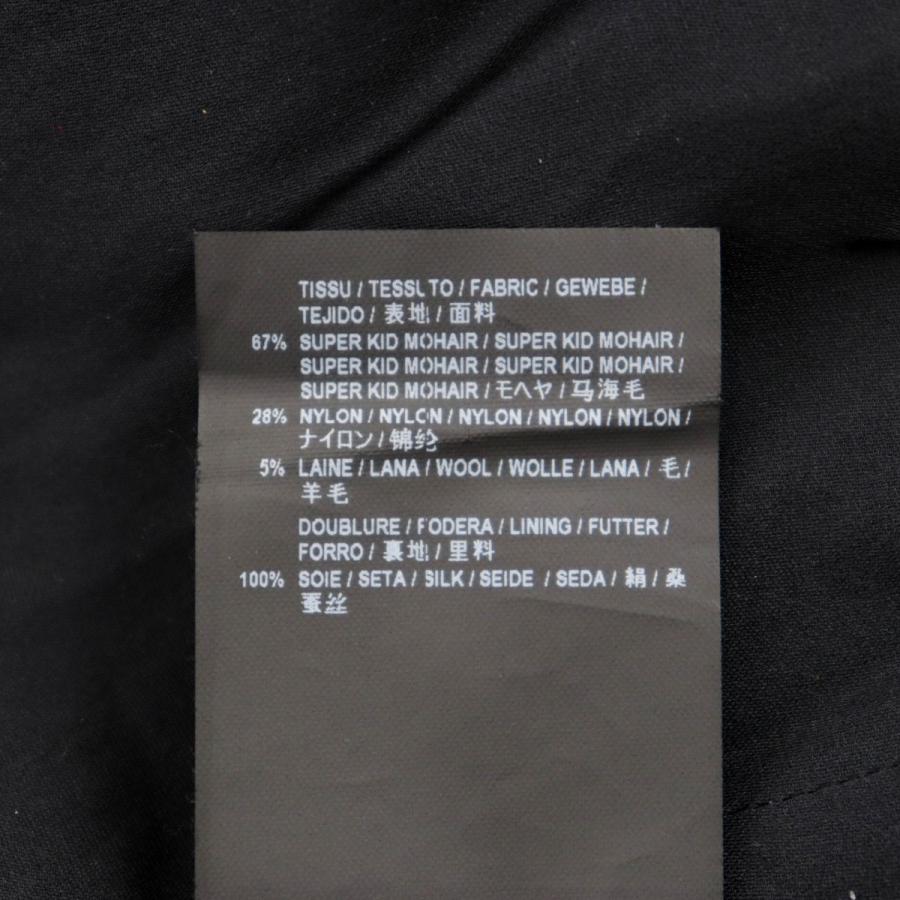 TISSU / TESSUTO / FABRIC / GEWEBE /
TEJIDO / 表地 / 面料
67% SUPER KID MOHAIR / SUPER KID MOHAIR /
SUPER KID MOHAIR / SUPER KID MOHAIR /
SUPER KID MOHAIR / モヘヤ / 马海毛
28% NYLON / NYLON / NYLON / NYLON / NYLON /
ナイロン / 锦纶
5% LAINE / LANA / WOOL / WOLLE / LANA / 毛 /
羊毛
DOUBLURE / FODERA / LINING / FUTTER /
FORRO / 裏地 / 里料
100% SOIE / SETA / SILK / SEIDE / SEDA / 絹 / 桑
蚕丝